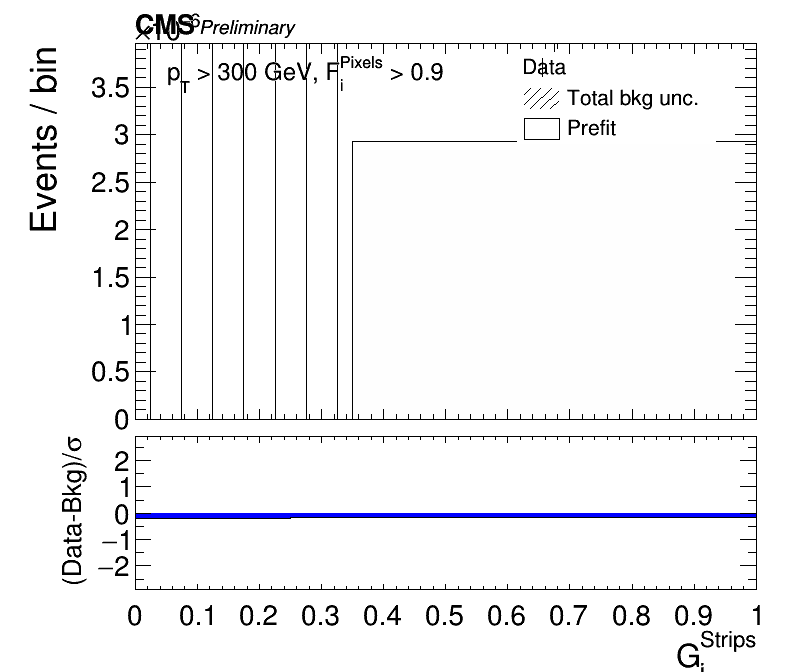 CMS Preliminary
×10⁻⁶
p_T > 300 GeV, F_i^Pixels > 0.9
Data
Total bkg unc.
Prefit
Events / bin
3.5
3
2.5
2
1.5
1
0.5
0
(Data-Bkg)/σ
2
1
0
−1
−2
0 0.1 0.2 0.3 0.4 0.5 0.6 0.7 0.8 0.9 1
G_i^Strips